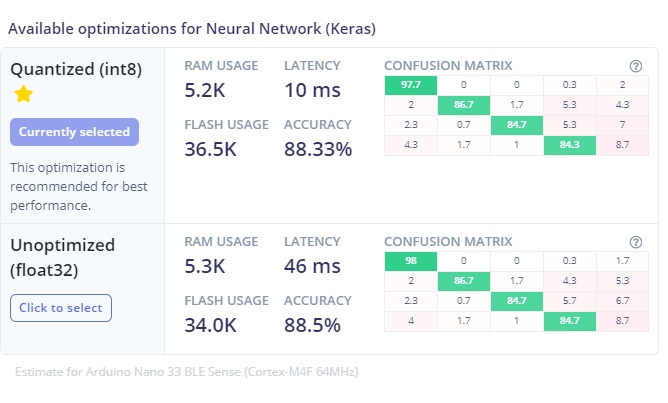 Available optimizations for Neural Network (Keras)
Quantized (int8)
Currently selected
This optimization is
recommended for best
performance.
RAM USAGE LATENCY
5.2K 10 ms
FLASH USAGE ACCURACY
36.5K 88.33%
CONFUSION MATRIX
97.7 0 0 0.3 2
2 86.7 1.7 5.3 4.3
2.3 0.7 84.7 5.3 7
4.3 1.7 1 84.3 8.7
Unoptimized
(float32)
Click to select
RAM USAGE LATENCY
5.3K 46 ms
FLASH USAGE ACCURACY
34.0K 88.5%
CONFUSION MATRIX
98 0 0 0.3 1.7
2 86.7 1.7 4.3 5.3
2.3 0.7 84.7 5.7 6.7
4 1.7 1 84.7 8.7
Estimate for Arduino Nano 33 BLE Sense (Cortex-M4F 64MHz)